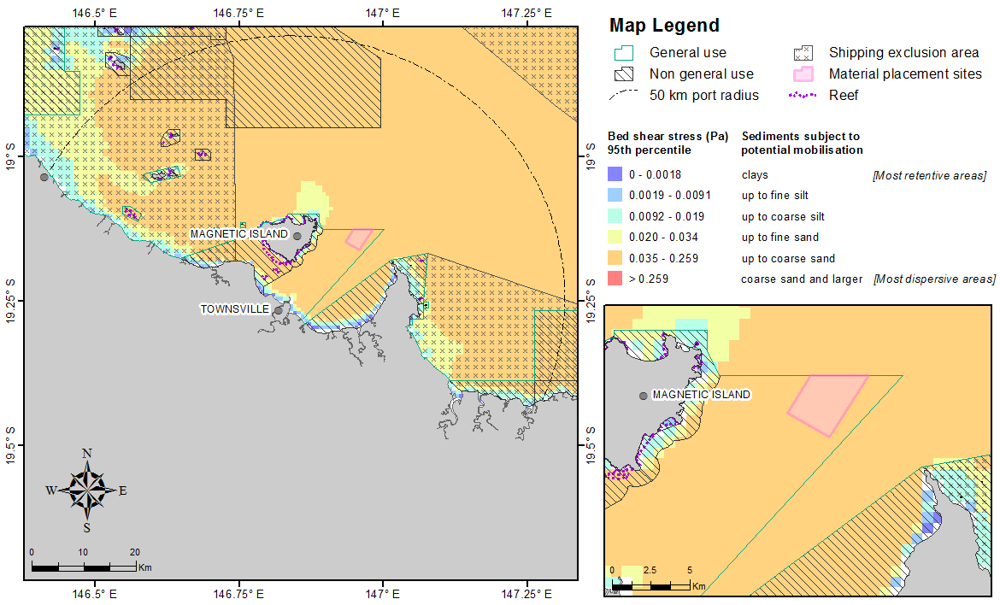 146.5° E 146.75° E 147° E 147.25° E
19° S
19° S
MAGNETIC ISLAND
19.25° S
19.25° S
TOWNSVILLE
19.5° S
19.5° S
N
W E
S
0 10 20
Km
146.5° E 146.75° E 147° E 147.25° E
Map Legend
General use
Shipping exclusion area
Non general use
Material placement sites
50 km port radius
Reef
Bed shear stress (Pa) Sediments subject to
95th percentile potential mobilisation
0 - 0.0018 clays [Most retentive areas]
0.0019 - 0.0091 up to fine silt
0.0092 - 0.019 up to coarse silt
0.020 - 0.034 up to fine sand
0.035 - 0.259 up to coarse sand
> 0.259 coarse sand and larger [Most dispersive areas]
MAGNETIC ISLAND
0 2.5 5
Km